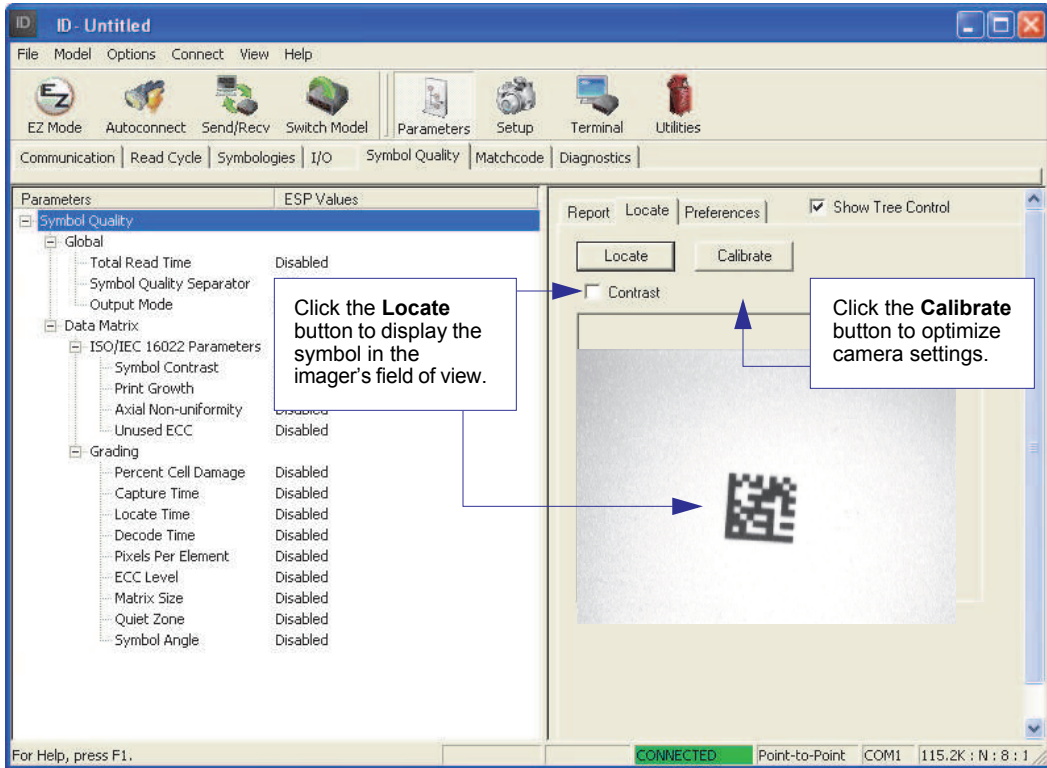 ID ID- Untitled
File Model Options Connect View Help
EZ
EZ Mode Autoconnect Send/Recv Switch Model Parameters Setup Terminal Utilities
Communication Read Cycle Symbologies I/O Symbol Quality Matchcode Diagnostics
Parameters ESP Values
Symbol Quality
Global
Total Read Time Disabled
Symbol Quality Separator
Output Mode
Data Matrix
ISO/IEC 16022 Parameters
Symbol Contrast
Print Growth
Axial Non-uniformity Disabled
Unused ECC Disabled
Grading
Percent Cell Damage Disabled
Capture Time Disabled
Locate Time Disabled
Decode Time Disabled
Pixels Per Element Disabled
ECC Level Disabled
Matrix Size Disabled
Quiet Zone Disabled
Symbol Angle Disabled
Click the Locate
button to display the
symbol in the
imager's field of view.
Report Locate Preferences Show Tree Control
Locate Calibrate
Contrast
Click the Calibrate
button to optimize
camera settings.
For Help, press F1. CONNECTED Point-to-Point COM1 115.2K : N : 8 : 1